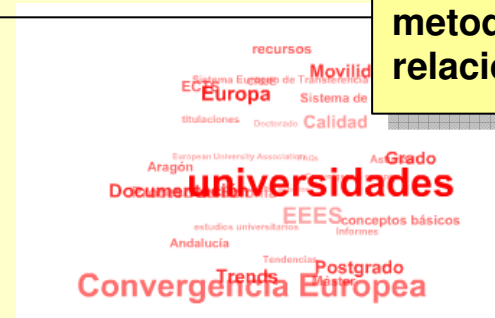 metod
relacio
recursos
Movilid
Sistema Europeo de Transferencia
ECTS
Europa
Sistema de
titulaciones
Doctorado
Calidad
European University Association
FAQs
Grado
Aragón
universidades
Documentación
EEES
conceptos básicos
estudios universitarios
Informes
Andalucía
Tendencias
Trends
Postgrado
Máster
Convergencia Europea